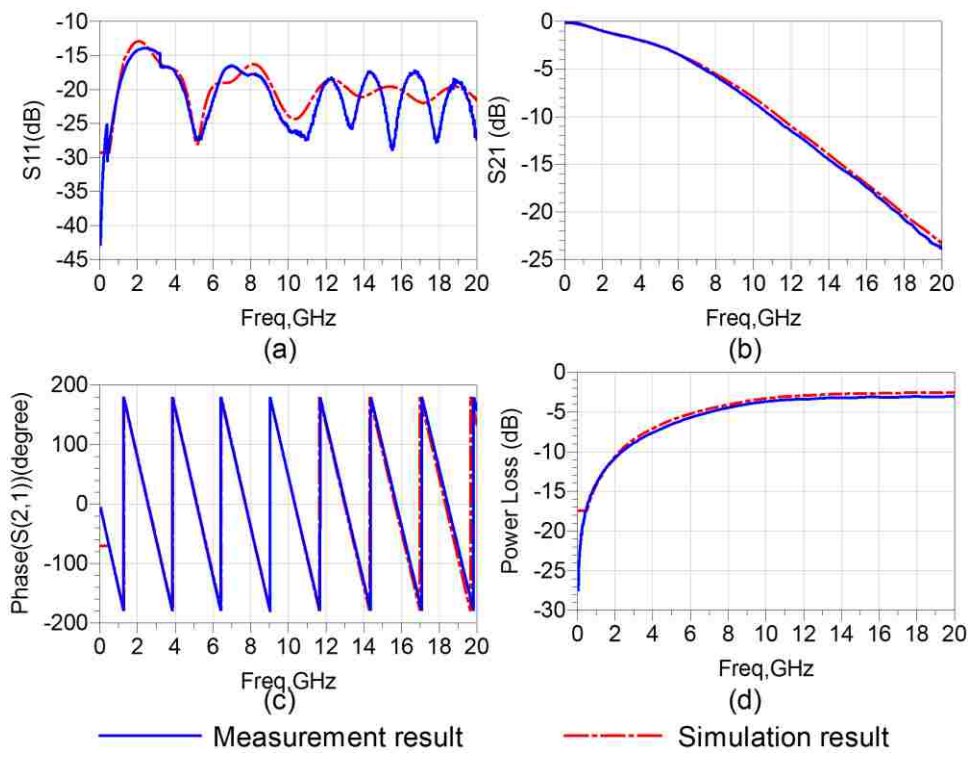 S11(dB)
-10
-15
-20
-25
-30
-35
-40
-45
0 2 4 6 8 10 12 14 16 18 20
Freq,GHz
(a)
S21 (dB)
0
-5
-10
-15
-20
-25
0 2 4 6 8 10 12 14 16 18 20
Freq,GHz
(b)
Phase(S(2,1))(degree)
200
100
0
-100
-200
0 2 4 6 8 10 12 14 16 18 20
Freq,GHz
(c)
Power Loss (dB)
0
-5
-10
-15
-20
-25
-30
0 2 4 6 8 10 12 14 16 18 20
Freq,GHz
(d)
Measurement result
Simulation result